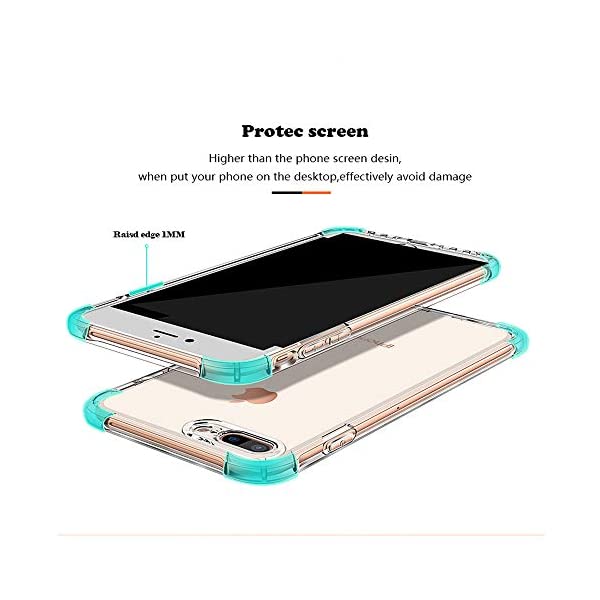 Protec screen
Higher than the phone screen desin,
when put your phone on the desktop,effectively avoid damage
Raisd edge 1MM